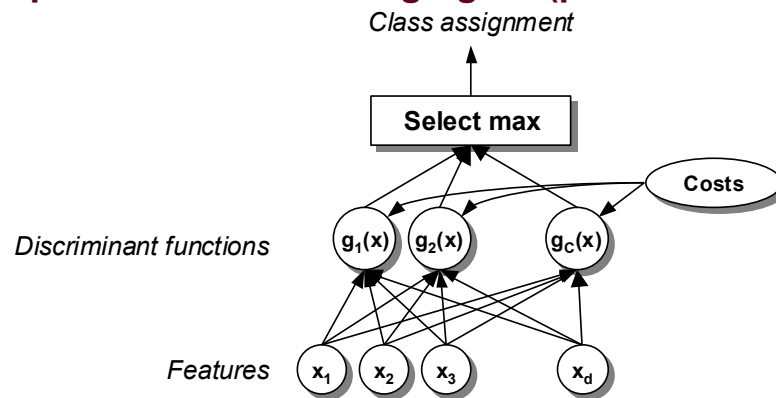 Class assignment
Select max
Costs
Discriminant functions
g1(x) g2(x) gC(x)
Features
x1 x2 x3 xd